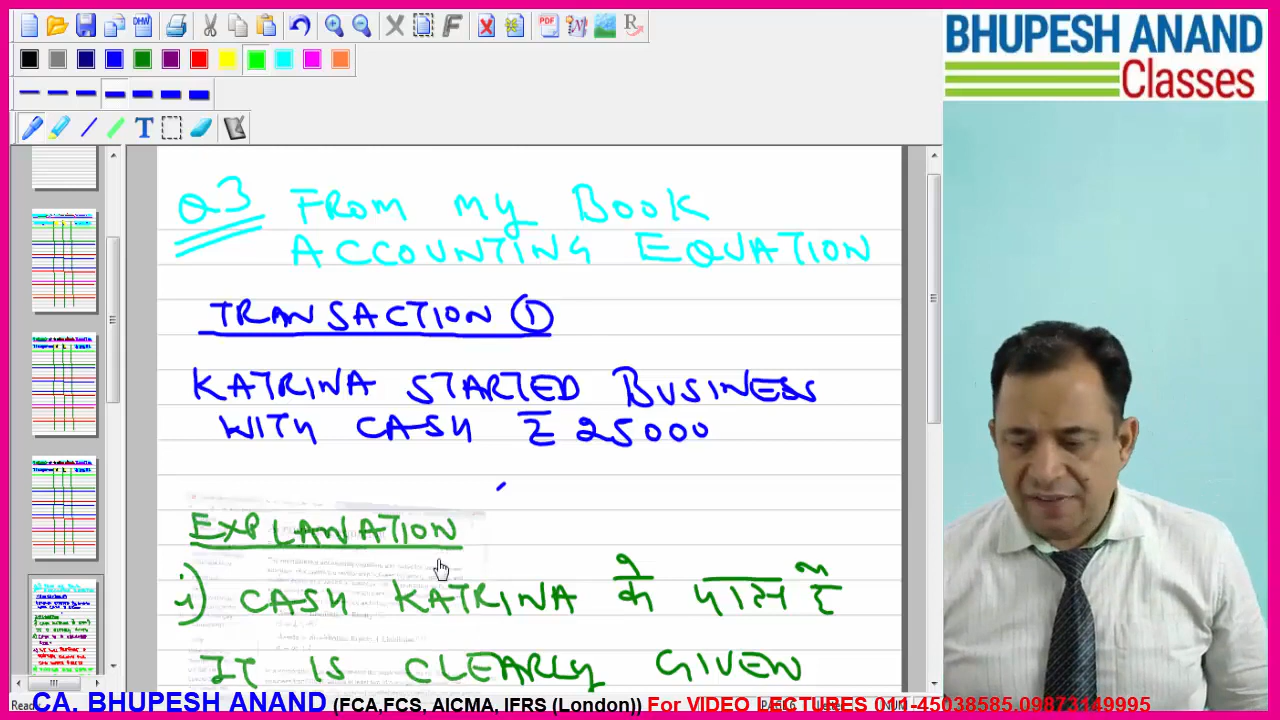 BHUPESH ANAND
Classes
Q3 FROM MY BOOK
ACCOUNTING EQUATION
TRANSACTION ①
KATRINA STARTED BUSINESS
WITH CASH ₹ 25000
EXPLANATION
i) CASH KATRINA के पास है
IT IS CLEARLY GIVEN
CA. BHUPESH ANAND (FCA,FCS, AICMA, IFRS (London)) For VIDEO LECTURES 011-45038585,09873149995